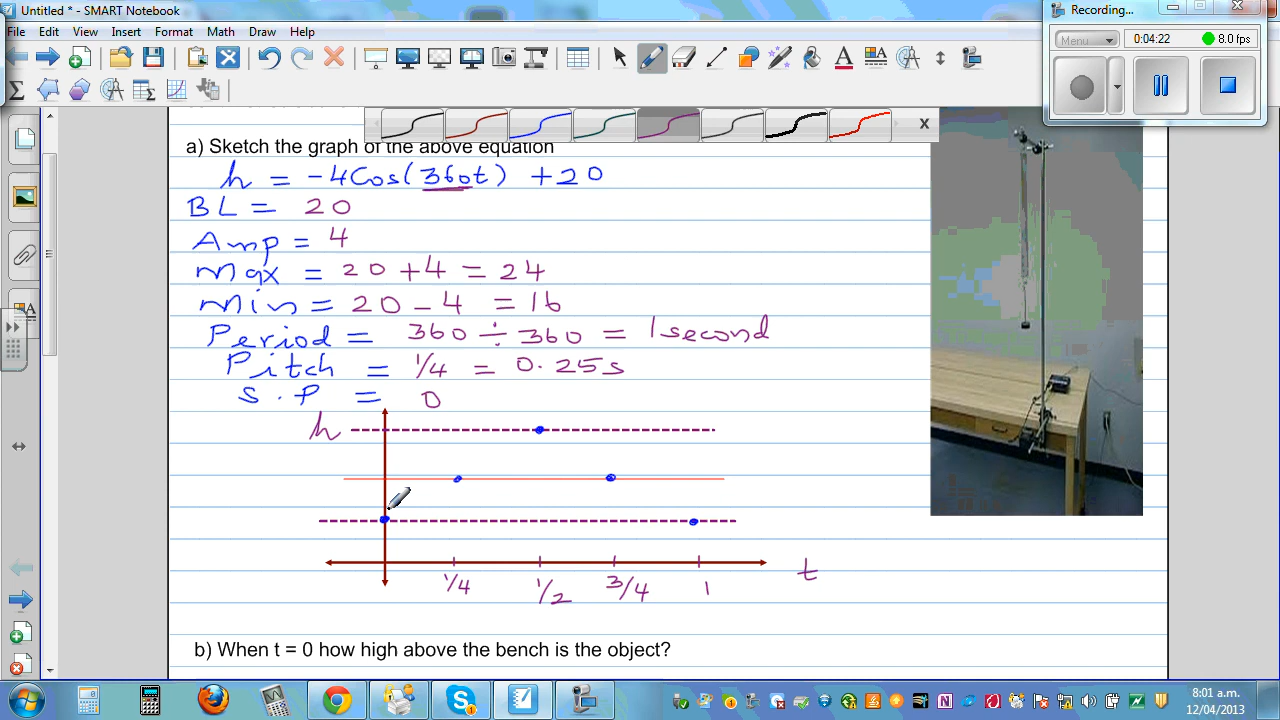 Untitled * - SMART Notebook
Recording...
File Edit View Insert Format Math Draw Help
Menu
0:04:22
8.0 fps
a) Sketch the graph of the above equation
h = -4Cos(360t) +20
BL = 20
Amp = 4
Max = 20 +4 = 24
Min = 20 - 4 = 16
Period = 360 ÷ 360 = 1second
Pitch = 1/4 = 0.25s
S.P = 0
h
t
1/4 1/2 3/4 1
b) When t = 0 how high above the bench is the object?
8:01 a.m.
12/04/2013